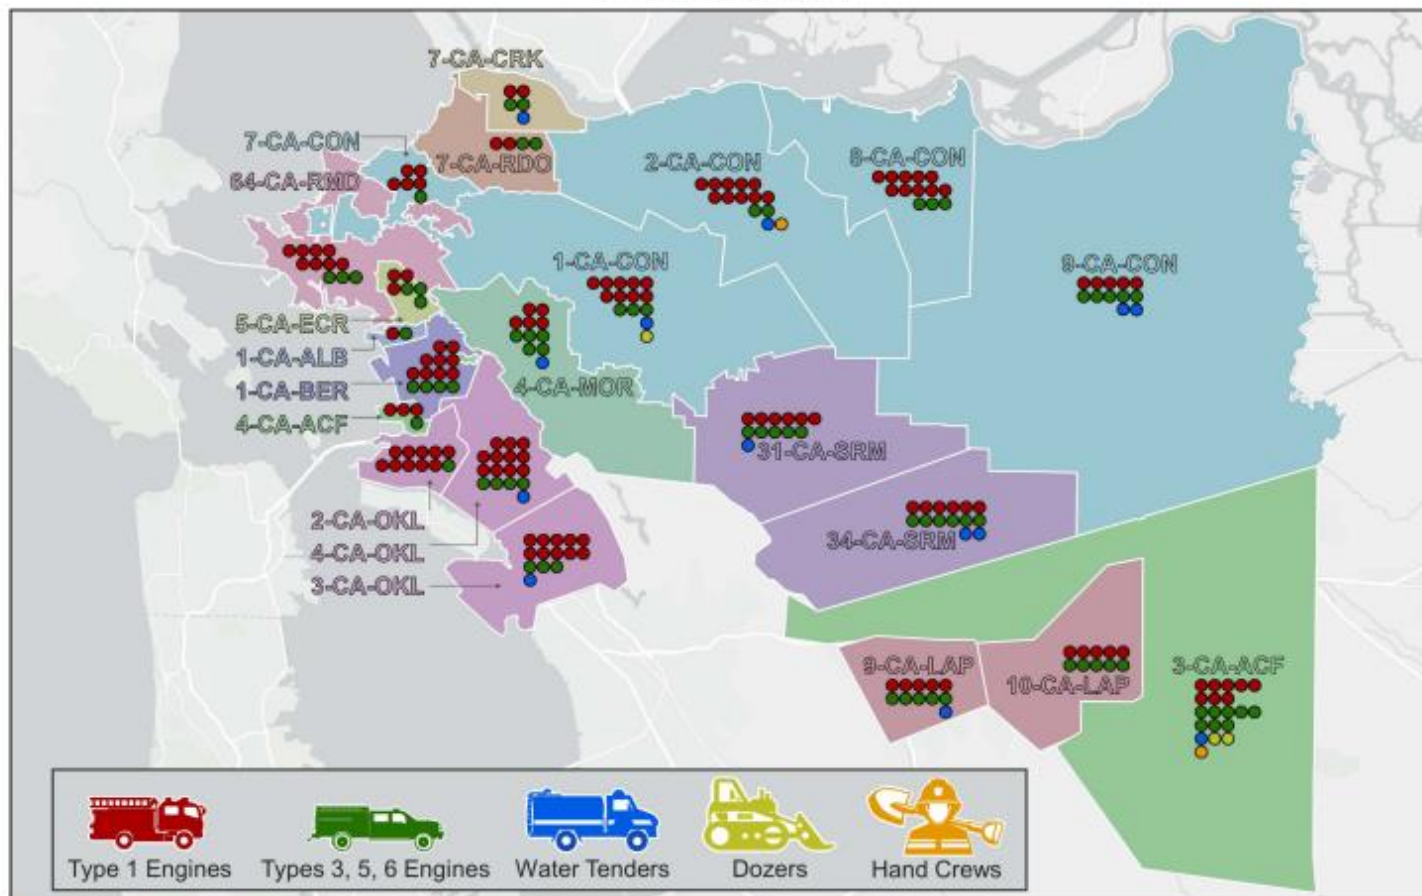 7-CA-CRK
7-CA-CON
7-CA-RDO
2-CA-CON
8-CA-CON
64-CA-RMD
1-CA-CON
9-CA-CON
5-CA-ECR
1-CA-ALB
1-CA-BER
4-CA-MOR
4-CA-ACF
31-CA-SRM
2-CA-OKL
34-CA-SRM
4-CA-OKL
3-CA-OKL
9-CA-LAP
10-CA-LAP
3-CA-ACF
Type 1 Engines
Types 3, 5, 6 Engines
Water Tenders
Dozers
Hand Crews